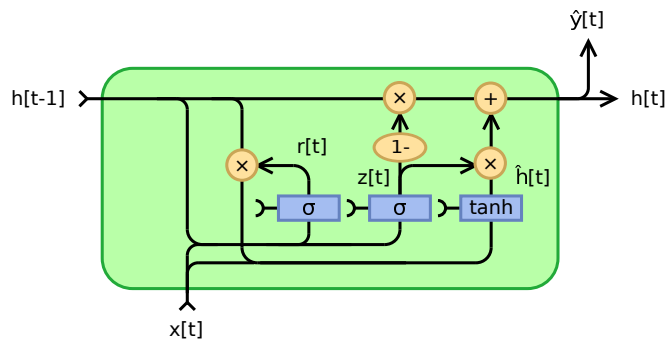 ŷ[t]
h[t-1]
×
+
h[t]
1-
r[t]
×
z[t]
×
ĥ[t]
σ
σ
tanh
x[t]